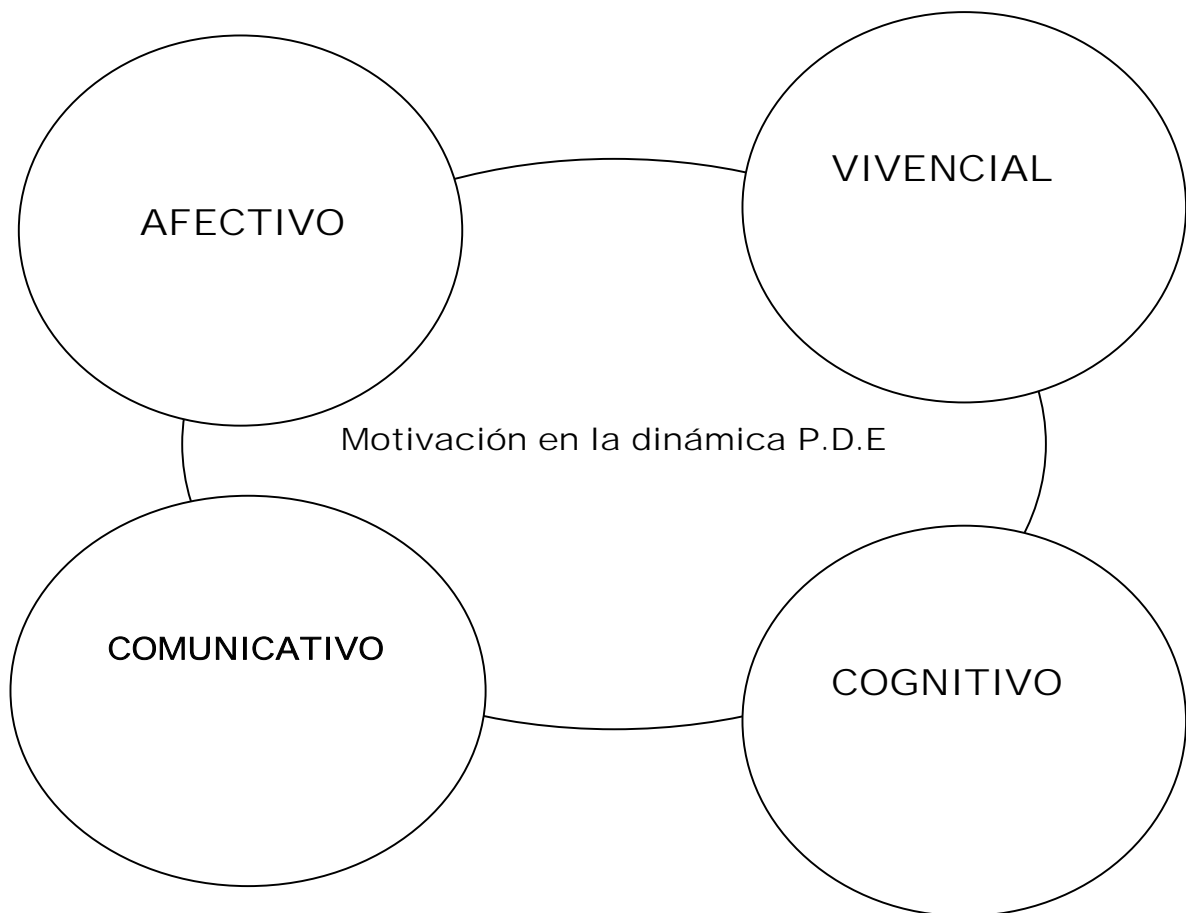 AFECTIVO
VIVENCIAL
Motivación en la dinámica P.D.E
COMUNICATIVO
COGNITIVO